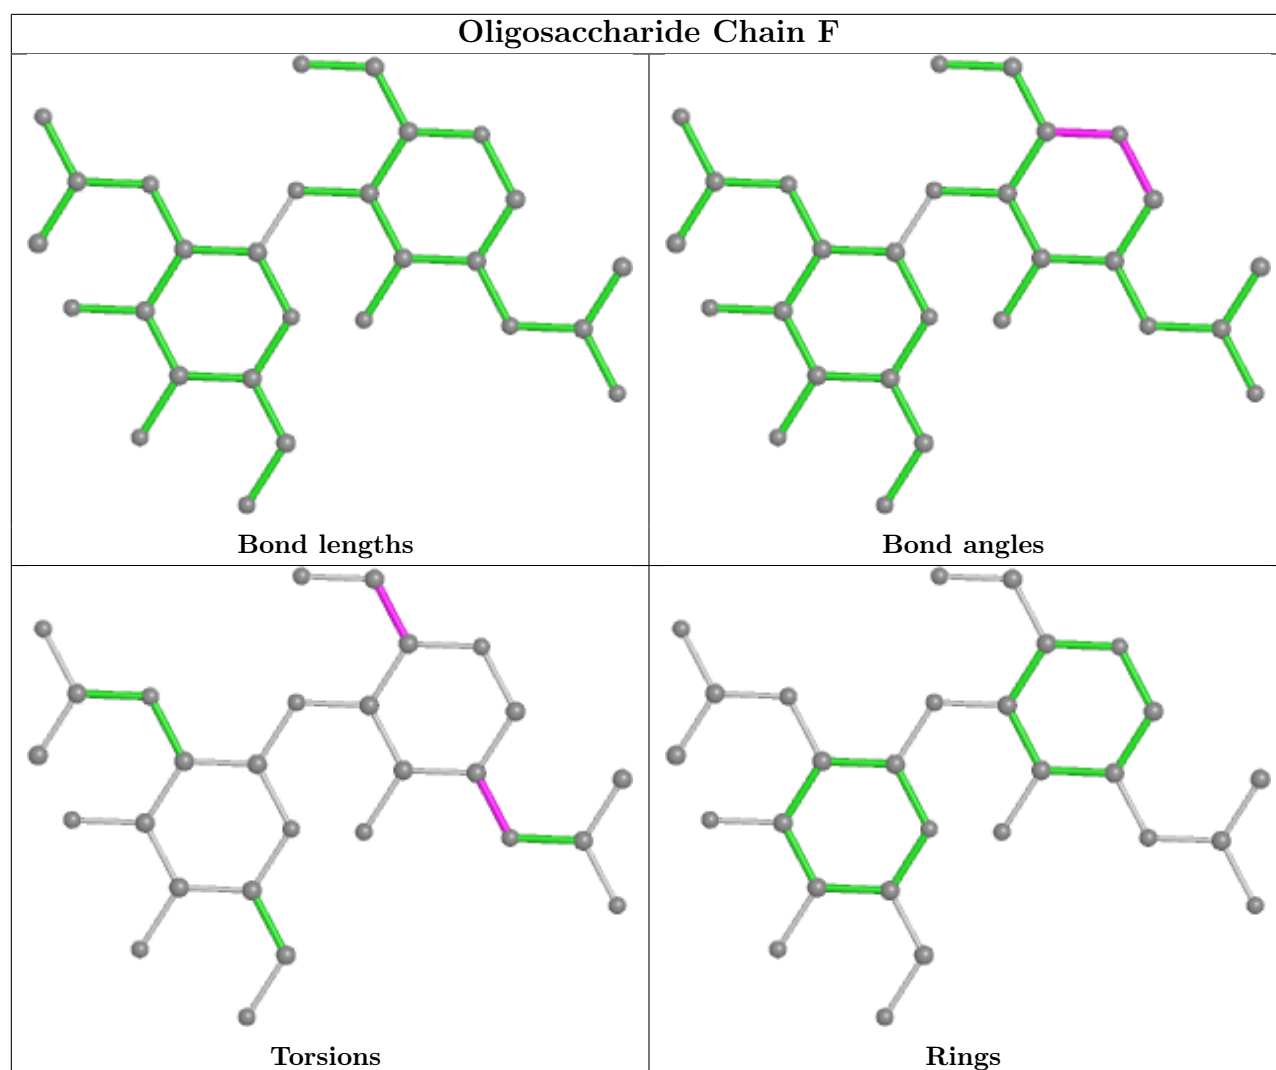 Oligosaccharide Chain F
Bond lengths
Bond angles
Torsions
Rings